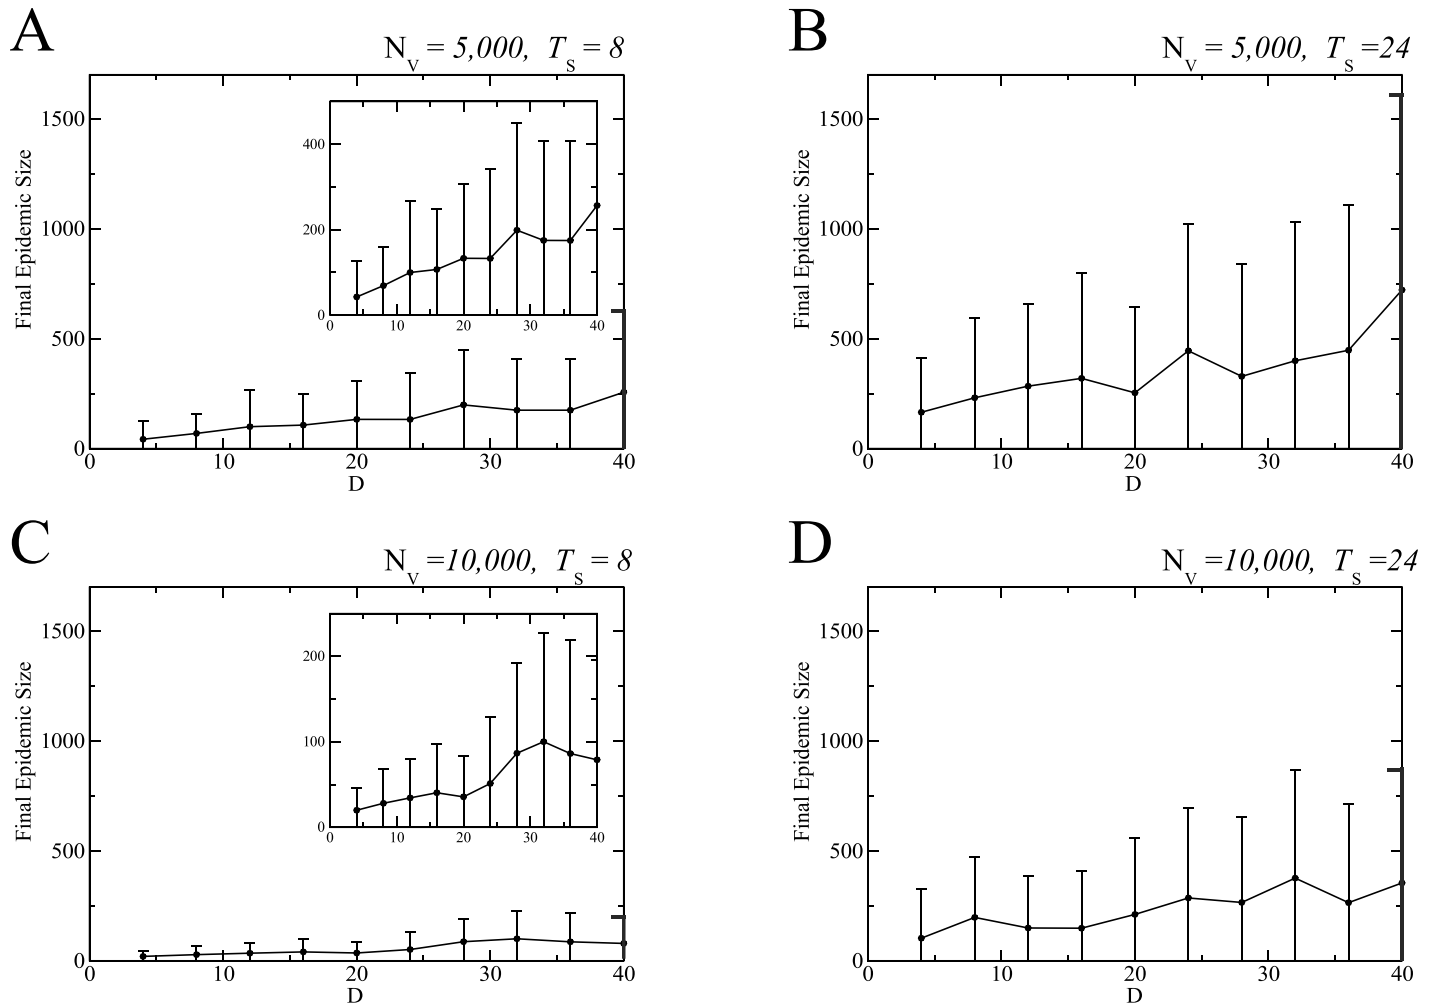 A
N_V = 5,000, T_S = 8
1500
1000
500
0
Final Epidemic Size
0 10 20 30 40
D
400
200
0
0 10 20 30 40
B
N_V = 5,000, T_S =24
1500
1000
500
0
Final Epidemic Size
0 10 20 30 40
D
C
N_V =10,000, T_S = 8
1500
1000
500
0
Final Epidemic Size
0 10 20 30 40
D
200
100
0
0 10 20 30 40
D
N_V =10,000, T_S =24
1500
1000
500
0
Final Epidemic Size
0 10 20 30 40
D